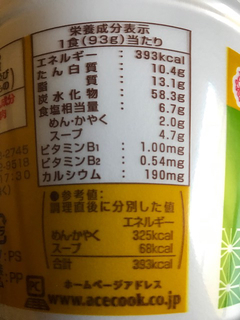 栄養成分表示
1食(93g)当たり
エネルギー 393kcal
たん白質 10.4g
脂質 13.1g
炭水化物 58.3g
食塩相当量 6.7g
めん・かやく 2.0g
スープ 4.7g
ビタミンB1 1.00mg
ビタミンB2 0.54mg
カルシウム 190mg
●参考値:
調理直後に分別した値
エネルギー
めん・かやく 325kcal
スープ 68kcal
合計 393kcal
ホームページアドレス
www.acecook.co.jp
-2745
17:30
:PS
:PP
PC